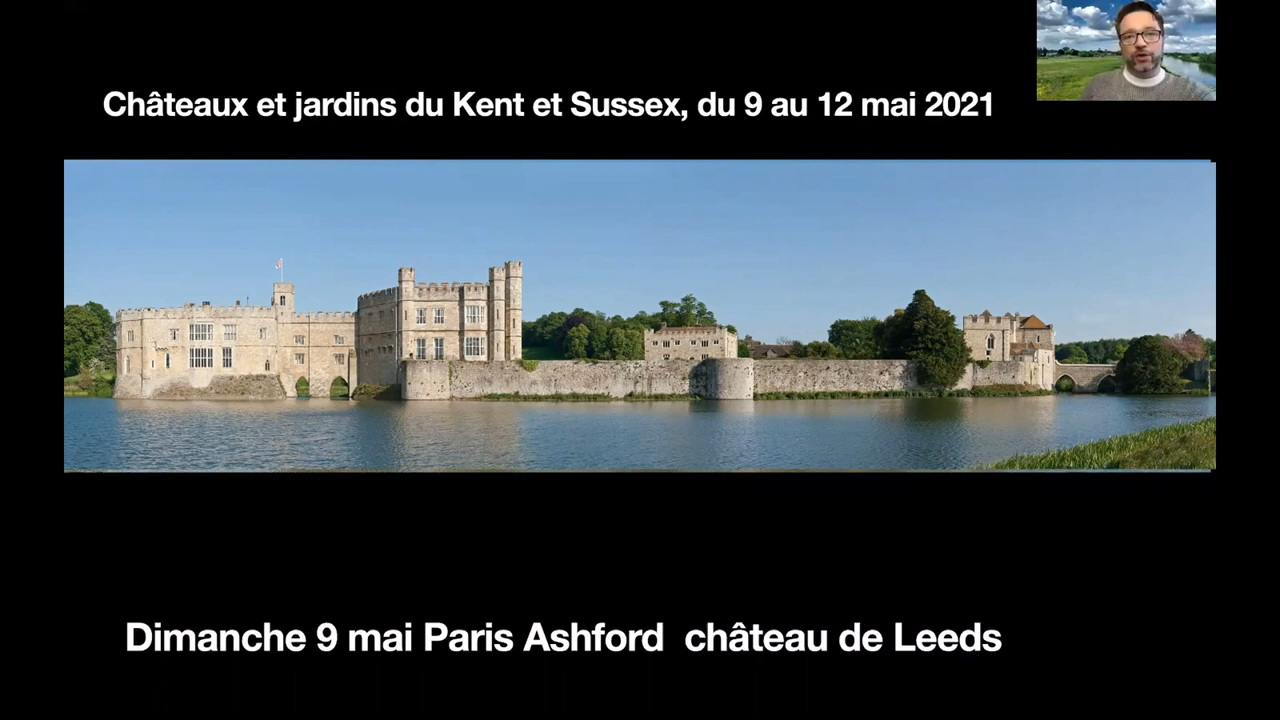 Châteaux et jardins du Kent et Sussex, du 9 au 12 mai 2021
Dimanche 9 mai Paris Ashford  château de Leeds